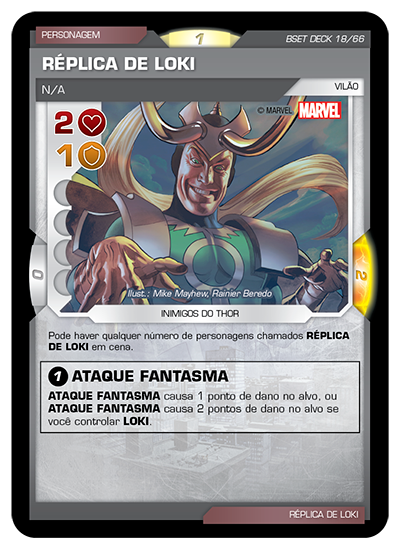 PERSONAGEM
1
BSET DECK 18/66
RÉPLICA DE LOKI
N/A
VILÃO
2
© MARVEL MARVEL
1
0
2
Ilust.: Mike Mayhew, Rainier Beredo
INIMIGOS DO THOR
Pode haver qualquer número de personagens chamados RÉPLICA
DE LOKI em cena.
1 ATAQUE FANTASMA
ATAQUE FANTASMA causa 1 ponto de dano no alvo, ou
ATAQUE FANTASMA causa 2 pontos de dano no alvo se
você controlar LOKI.
RÉPLICA DE LOKI